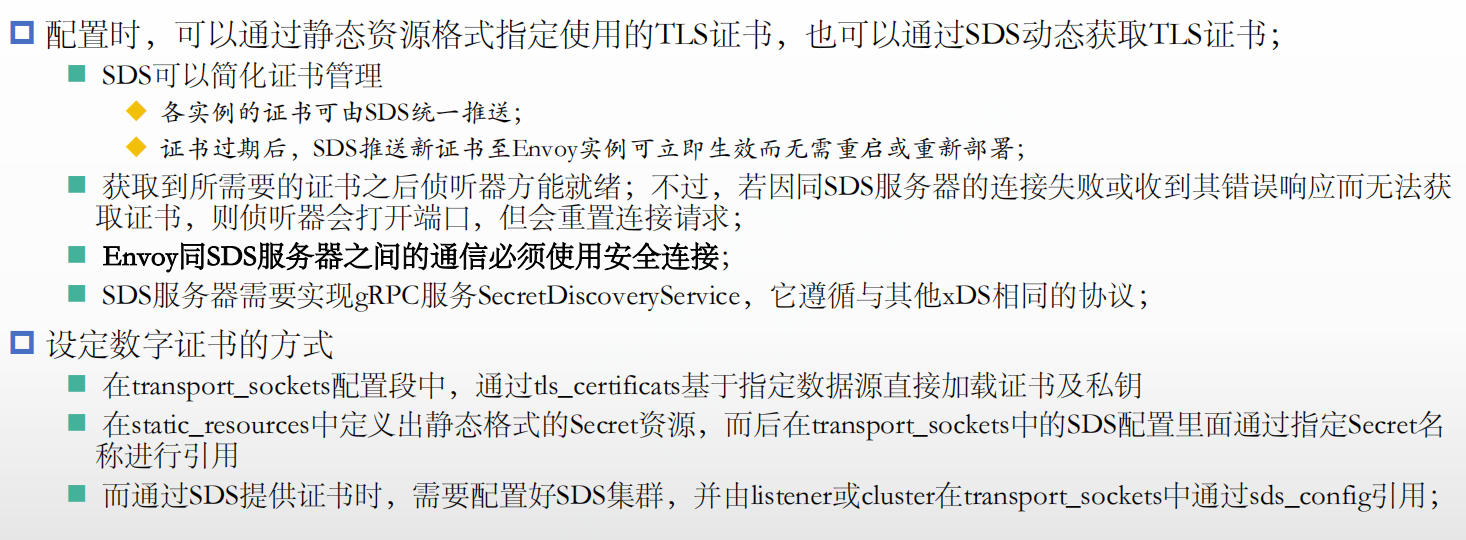 配置时，可以通过静态资源格式指定使用的TLS证书，也可以通过SDS动态获取TLS证书；
SDS可以简化证书管理
各实例的证书可由SDS统一推送；
证书过期后，SDS推送新证书至Envoy实例可立即生效而无需重启或重新部署；
获取到所需要的证书之后侦听器方能就绪；不过，若因同SDS服务器的连接失败或收到其错误响应而无法获
取证书，则侦听器会打开端口，但会重置连接请求；
Envoy同SDS服务器之间的通信必须使用安全连接；
SDS服务器需要实现gRPC服务SecretDiscoveryService，它遵循与其他xDS相同的协议；
设定数字证书的方式
在transport_sockets配置段中，通过tls_certificats基于指定数据源直接加载证书及私钥
在static_resources中定义出静态格式的Secret资源，而后在transport_sockets中的SDS配置里面通过指定Secret名
称进行引用
而通过SDS提供证书时，需要配置好SDS集群，并由listener或cluster在transport_sockets中通过sds_config引用；